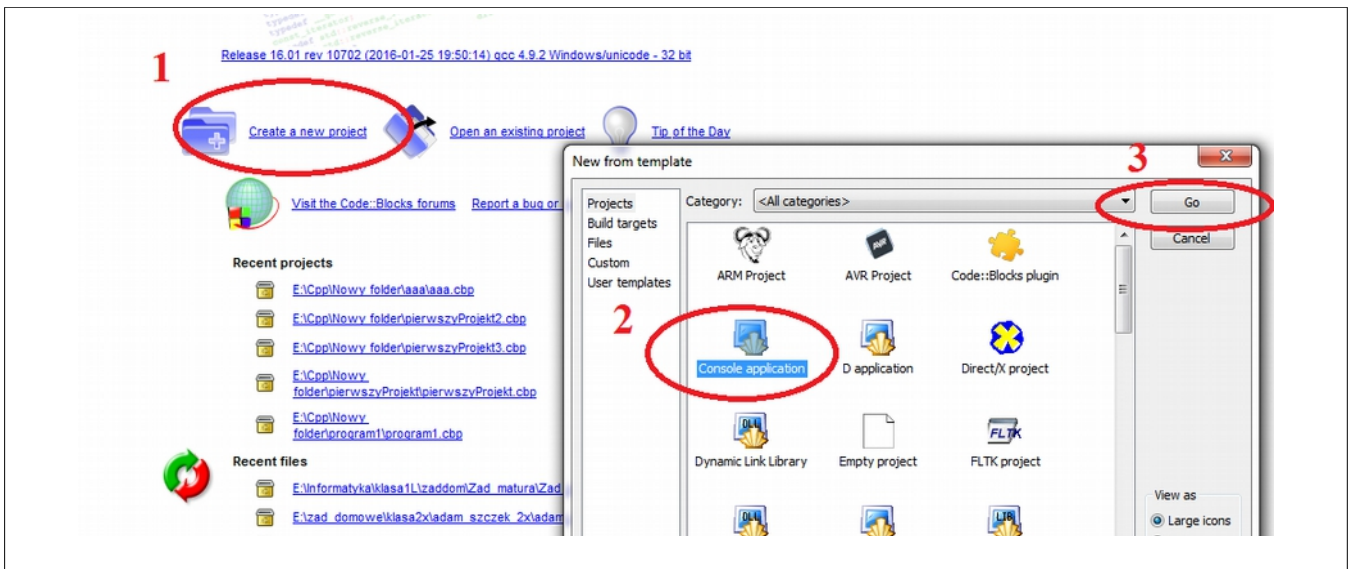 1
Release 16.01 rev 10702 (2016-01-25 19:50:14) gcc 4.9.2 Windows/unicode - 32 bit
Create a new project
Open an existing project
Tip of the Day
Visit the Code::Blocks forums
Report a bug or
Recent projects
E:\Cpp\Nowy folder\aaa\aaa.cbp
E:\Cpp\Nowy folder\pierwszyProjekt2.cbp
E:\Cpp\Nowy folder\pierwszyProjekt3.cbp
E:\Cpp\Nowy
folder\pierwszyProjekt\pierwszyProjekt.cbp
E:\Cpp\Nowy
folder\program1\program1.cbp
Recent files
E:\Informatyka\klasa1L\zaddom\Zad_matura\Zad
E:\zad_domowe\klasa2x\adam_szczek_2x\adam
New from template
3
Projects
Build targets
Files
Custom
User templates
2
Category:
<All categories>
Go
Cancel
ARM Project
AVR Project
Code::Blocks plugin
Console application
D application
Direct/X project
Dynamic Link Library
Empty project
FLTK
FLTK project
View as
Large icons